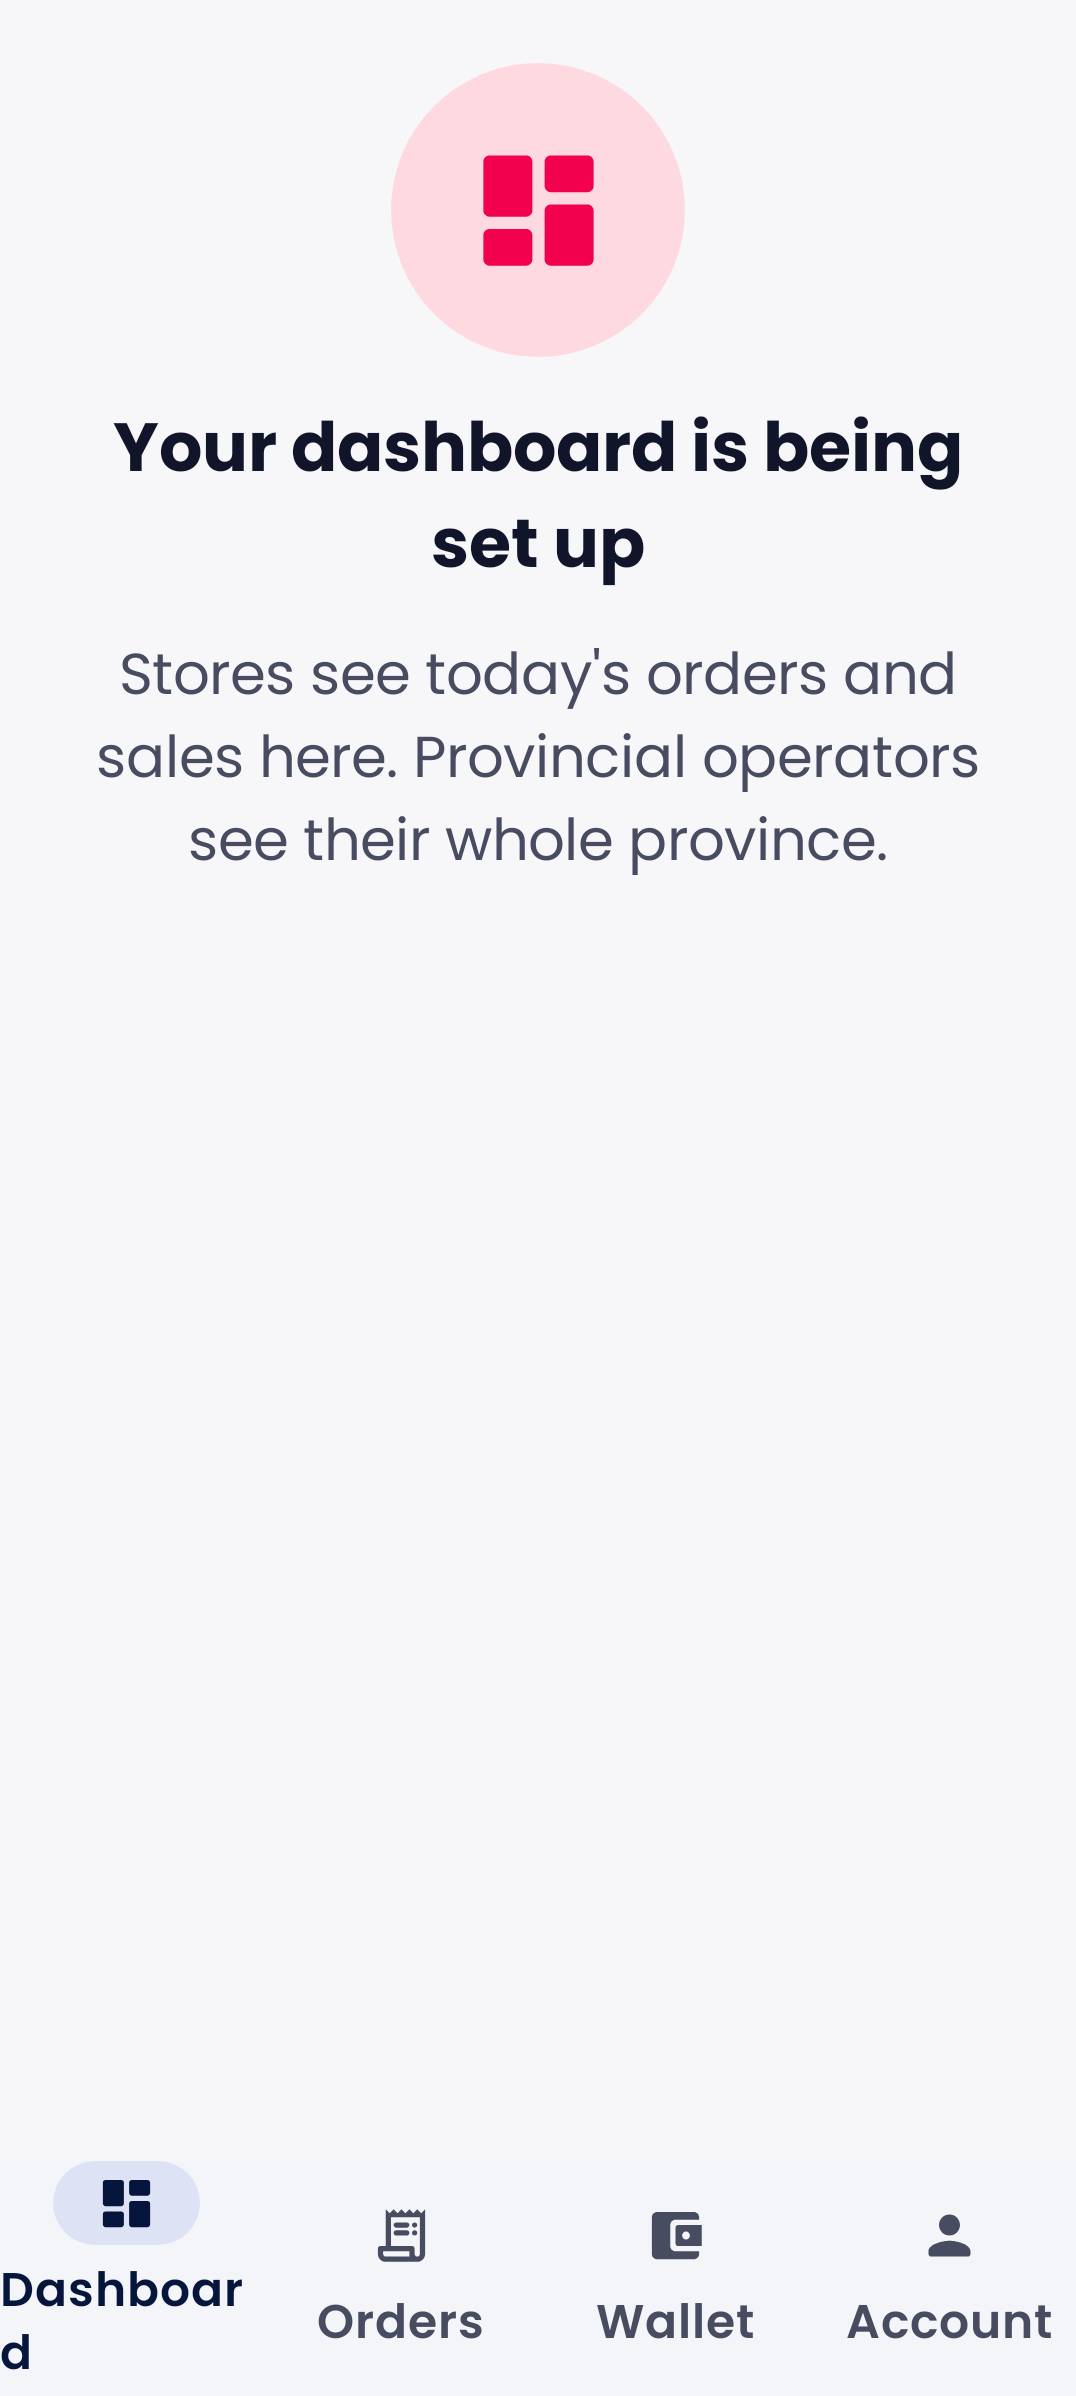 Your dashboard is being
set up
Stores see today's orders and
sales here. Provincial operators
see their whole province.
Dashboar
d
Orders
Wallet
Account